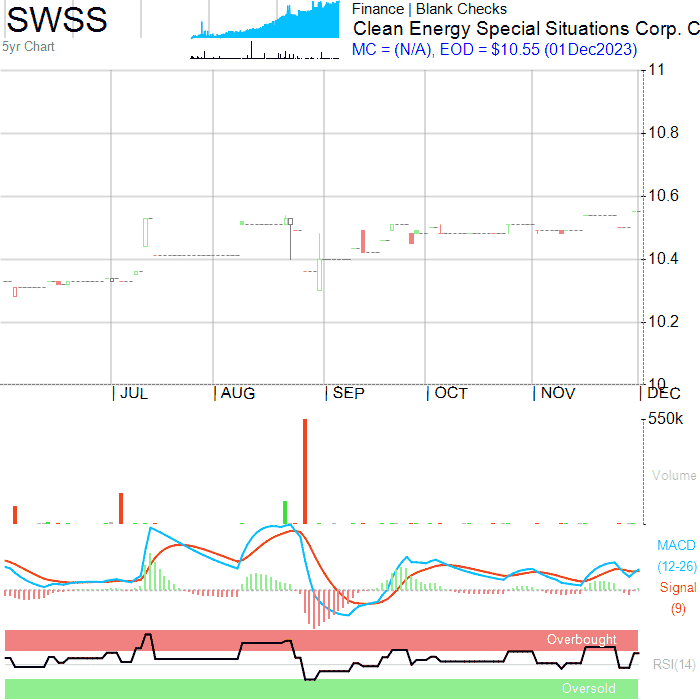 SWSS
5yr Chart
Finance | Blank Checks
Clean Energy Special Situations Corp. C
MC = (N/A), EOD = $10.55 (01Dec2023)
11
10.8
10.6
10.4
10.2
10
JUL
AUG
SEP
OCT
NOV
DEC
550k
Volume
MACD
(12-26)
Signal
(9)
Overbought
RSI(14)
Oversold